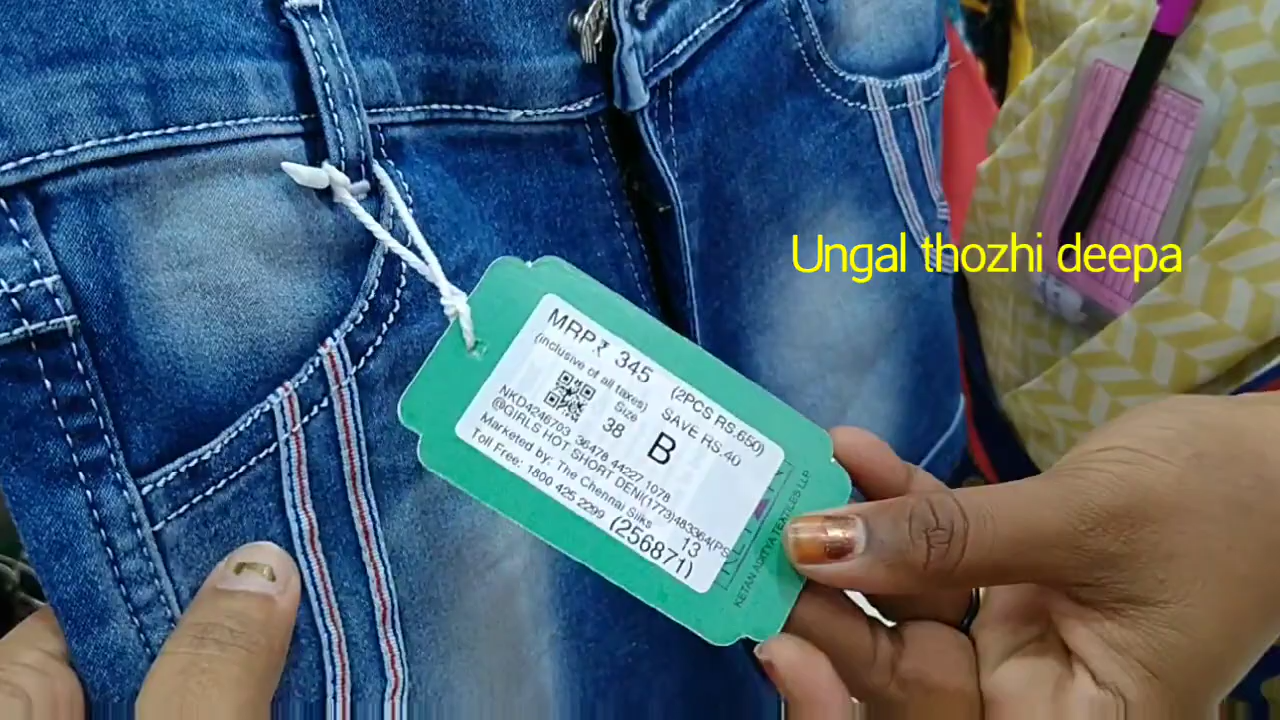 Ungal thozhi deepa
MRP ₹ 345 (2PCS RS.650)
(inclusive of all taxes) SAVE RS.40
Size
38 B
NKD4246703 36478 44227 1078
@GIRLS HOT SHORT DENI(1773)483364(PS
Marketed by: The Chennai Silks 13
Toll Free: 1800 425 2299 (256871)
KETAN ADITYA TEXTILES LLP